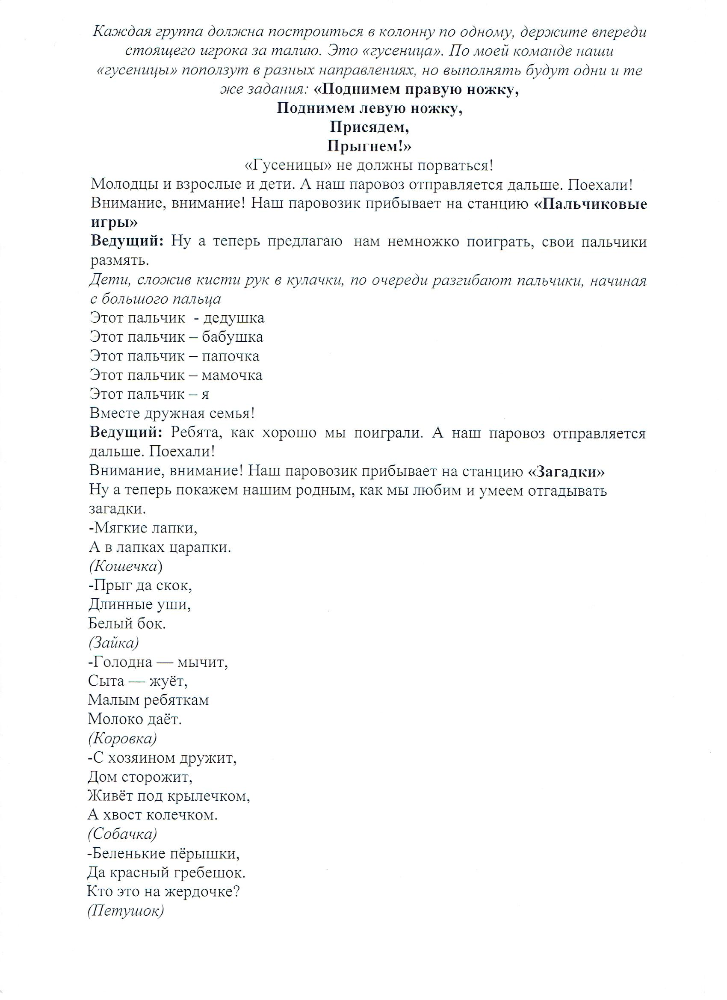 Каждая группа должна построиться в колонну по одному, держите впереди
стоящего игрока за талию. Это «гусеница». По моей команде наши
«гусеницы» поползут в разных направлениях, но выполнять будут одни и те
же задания: «Поднимем правую ножку,
Поднимем левую ножку,
Присядем,
Прыгнем!»
«Гусеницы» не должны порваться!
Молодцы и взрослые и дети. А наш паровоз отправляется дальше. Поехали!
Внимание, внимание! Наш паровозик прибывает на станцию «Пальчиковые
игры»
Ведущий: Ну а теперь предлагаю нам немножко поиграть, свои пальчики
размять.
Дети, сложив кисти рук в кулачки, по очереди разгибают пальчики, начиная
с большого пальца
Этот пальчик - дедушка
Этот пальчик – бабушка
Этот пальчик – папочка
Этот пальчик – мамочка
Этот пальчик – я
Вместе дружная семья!
Ведущий: Ребята, как хорошо мы поиграли. А наш паровоз отправляется
дальше. Поехали!
Внимание, внимание! Наш паровозик прибывает на станцию «Загадки»
Ну а теперь покажем нашим родным, как мы любим и умеем отгадывать
загадки.
-Мягкие лапки,
А в лапках царапки.
(Кошечка)
-Прыг да скок,
Длинные уши,
Белый бок.
(Зайка)
-Голодна — мычит,
Сыта — жуёт,
Малым ребяткам
Молоко даёт.
(Коровка)
-С хозяином дружит,
Дом сторожит,
Живёт под крылечком,
А хвост колечком.
(Собачка)
-Беленькие пёрышки,
Да красный гребешок.
Кто это на жердочке?
(Петушок)